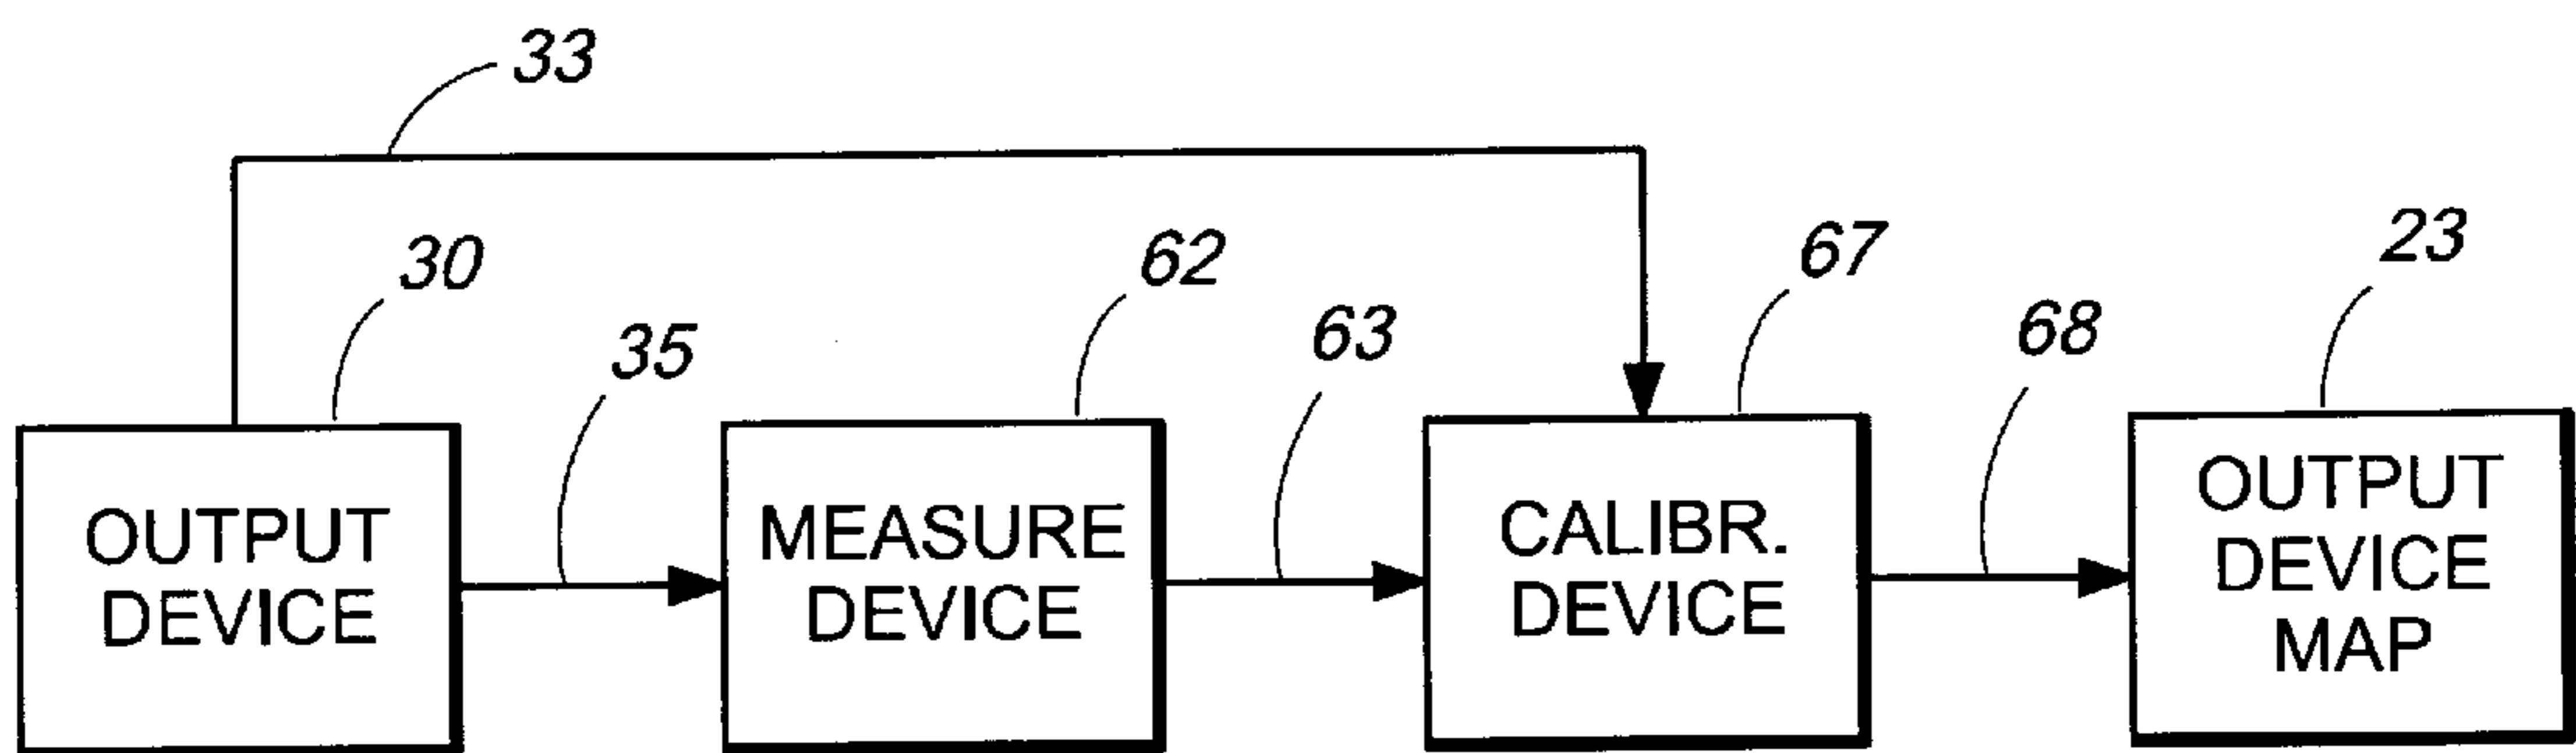 33
30
35
62
63
67
68
23
OUTPUT
DEVICE
MEASURE
DEVICE
CALIBR.
DEVICE
OUTPUT
DEVICE
MAP